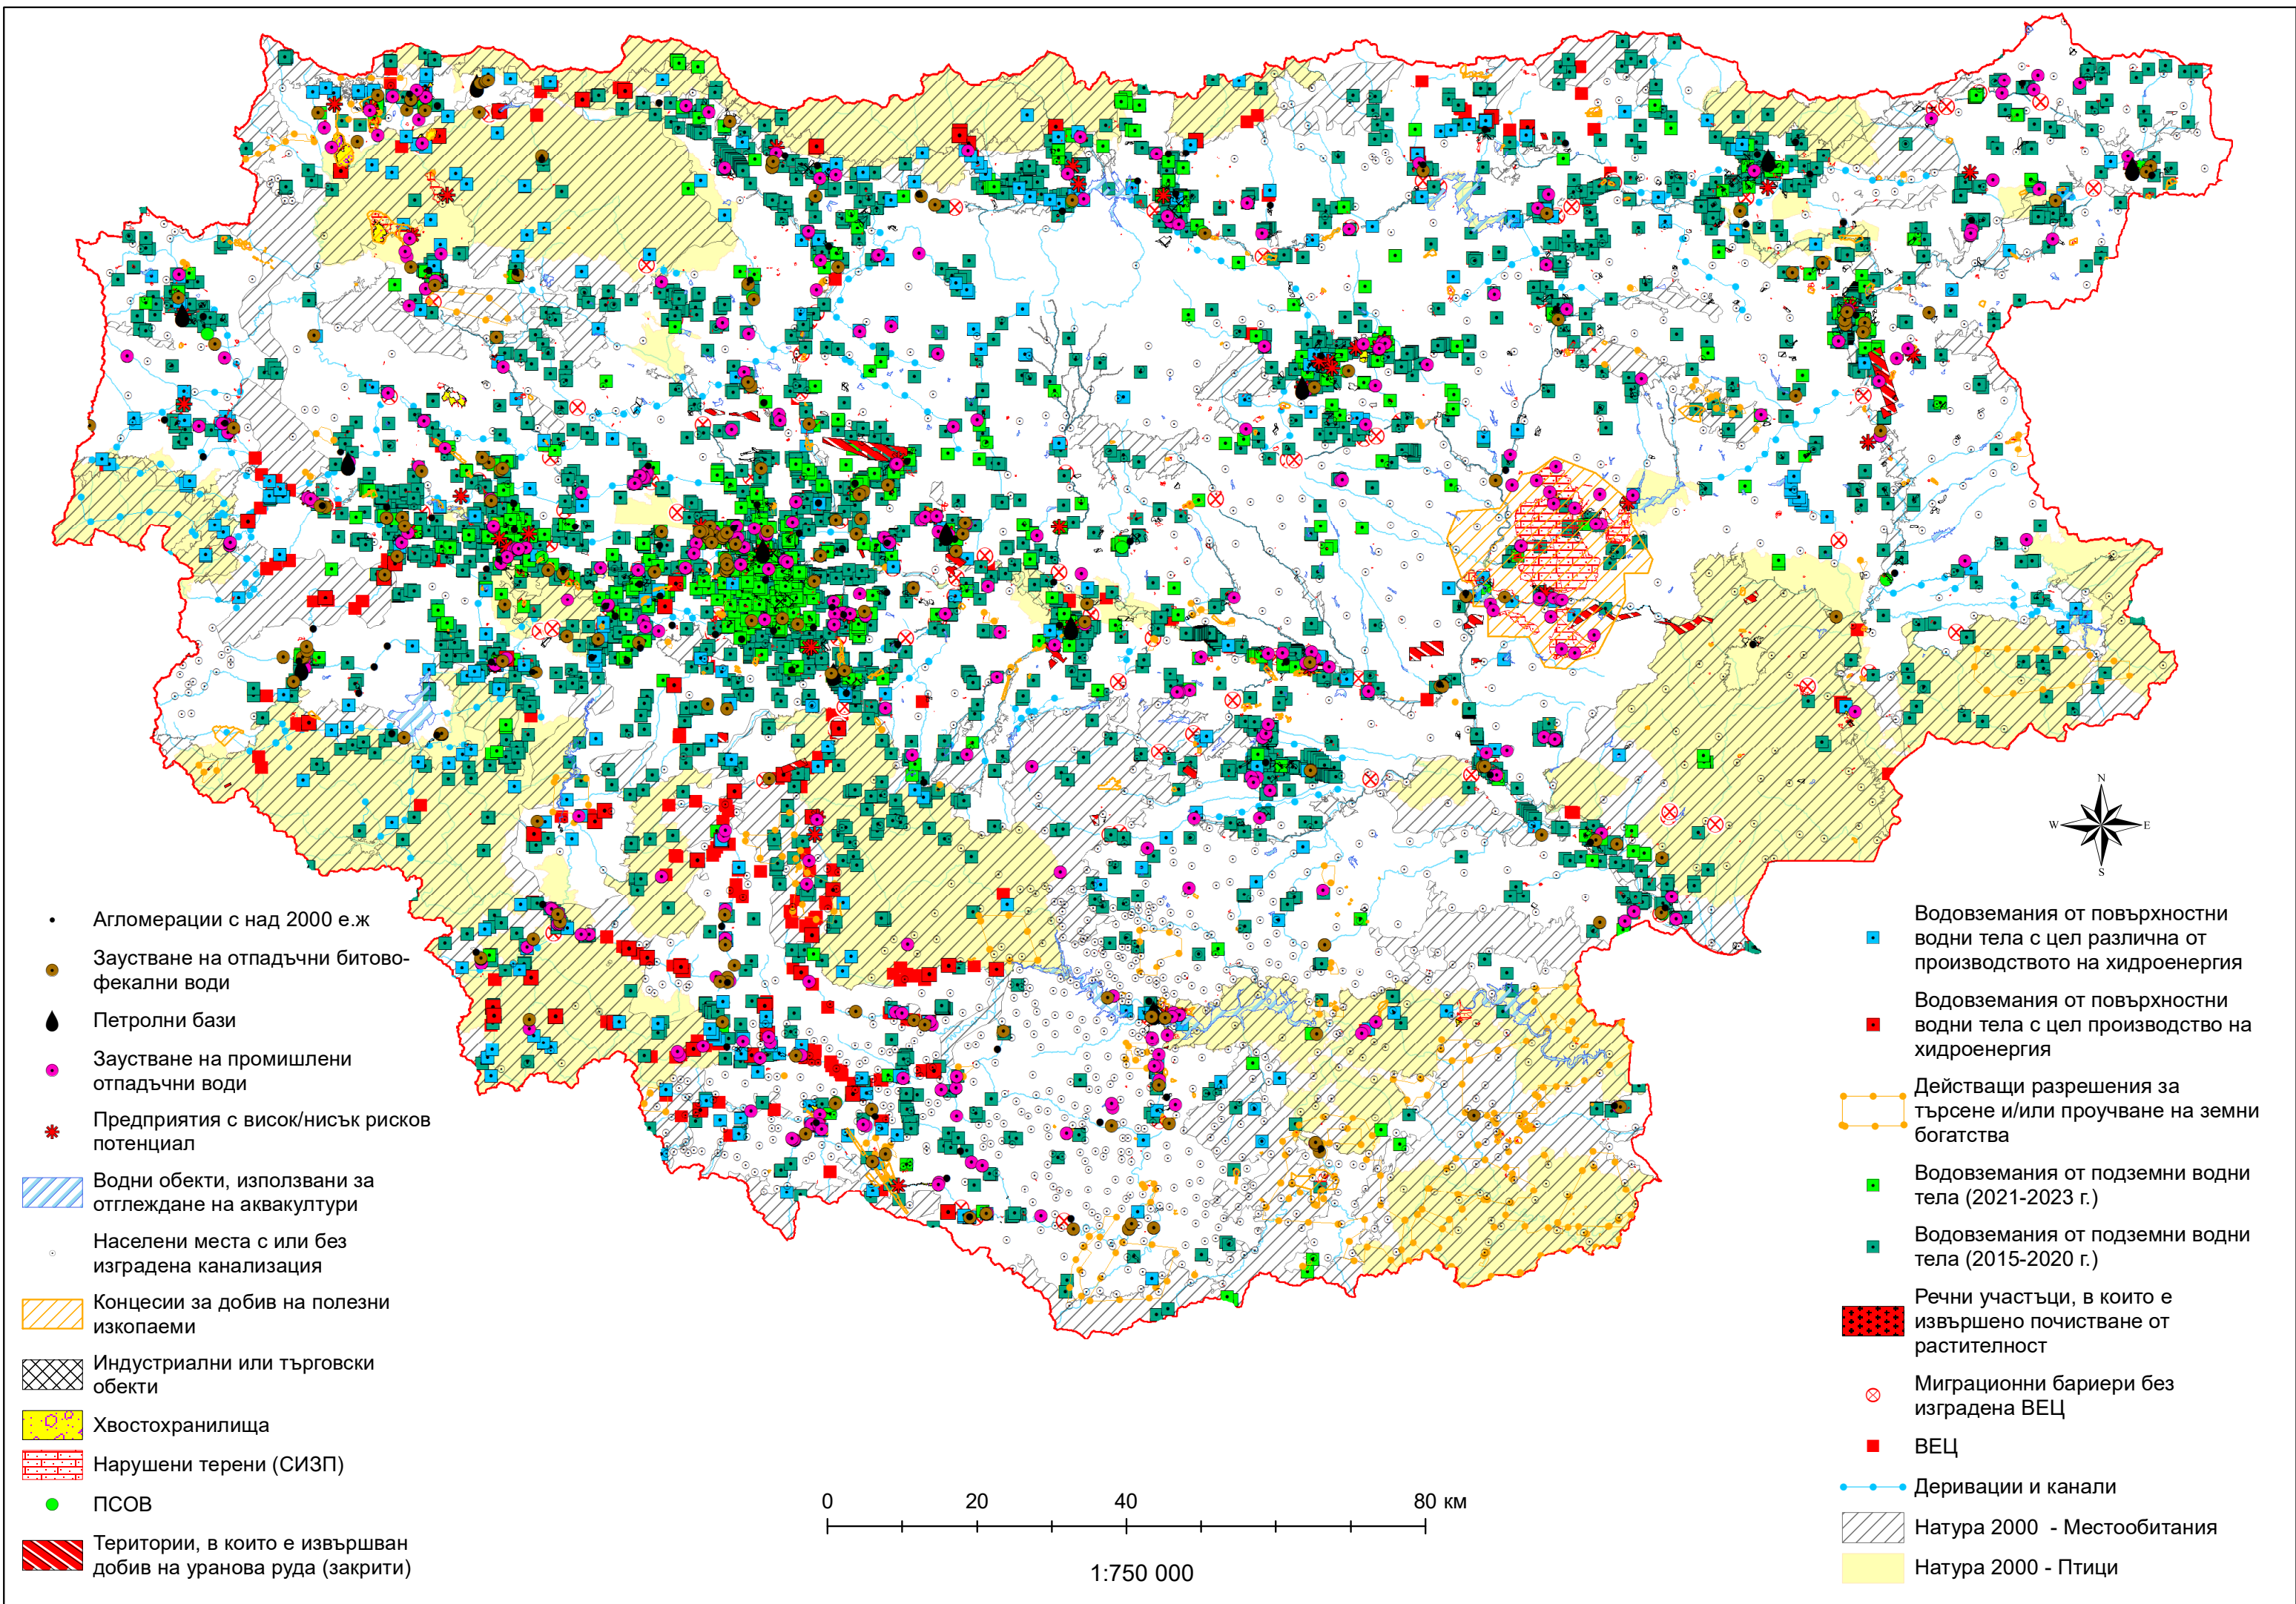 N
W
E
S
Агломерации с над 2000 е.ж
Заустване на отпадъчни битово-
фекални води
Петролни бази
Заустване на промишлени
отпадъчни води
Предприятия с висок/нисък рисков
потенциал
Водни обекти, използвани за
отглеждане на аквакултури
Населени места с или без
изградена канализация
Концесии за добив на полезни
изкопаеми
Индустриални или търговски
обекти
Хвостохранилища
Нарушени терени (СИЗП)
ПСОВ
Територии, в които е извършван
добив на уранова руда (закрити)
0 20 40 80 км
1:750 000
Водовземания от повърхностни
водни тела с цел различна от
производството на хидроенергия
Водовземания от повърхностни
водни тела с цел производство на
хидроенергия
Действащи разрешения за
търсене и/или проучване на земни
богатства
Водовземания от подземни водни
тела (2021-2023 г.)
Водовземания от подземни водни
тела (2015-2020 г.)
Речни участъци, в които е
извършено почистване от
растителност
Миграционни бариери без
изградена ВЕЦ
ВЕЦ
Деривации и канали
Натура 2000 - Местообитания
Натура 2000 - Птици